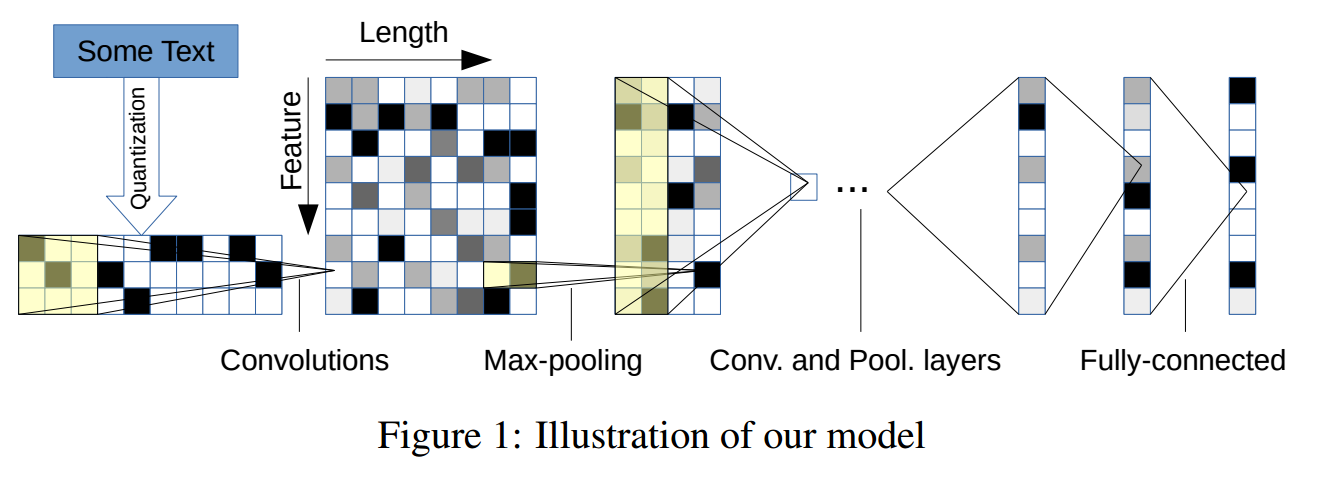 Some Text
Quantization
Length
Feature
...
Convolutions
Max-pooling
Conv. and Pool. layers
Fully-connected
Figure 1: Illustration of our model